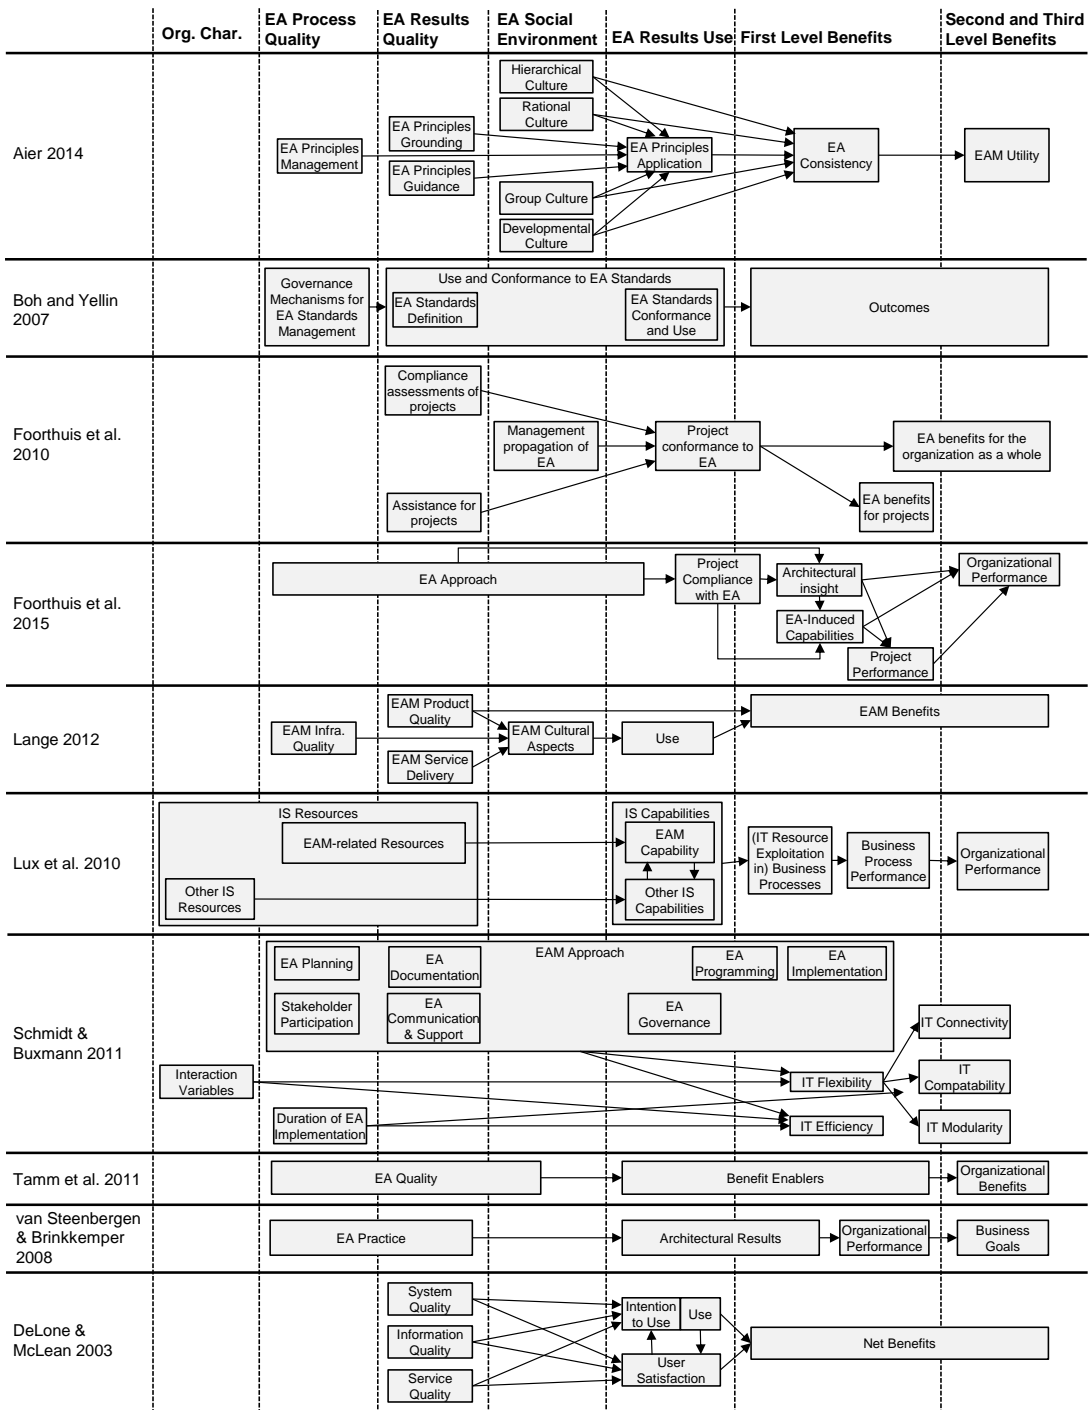 Org. Char.
EA Process
Quality
EA Results
Quality
EA Social
Environment
EA Results Use
First Level Benefits
Second and Third
Level Benefits
Aier 2014
EA Principles
Management
EA Principles
Grounding
EA Principles
Guidance
Hierarchical
Culture
Rational
Culture
Group Culture
Developmental
Culture
EA Principles
Application
EA
Consistency
EAM Utility
Boh and Yellin
2007
Governance
Mechanisms for
EA Standards
Management
Use and Conformance to EA Standards
EA Standards
Definition
EA Standards
Conformance
and Use
Outcomes
Foorthuis et al.
2010
Compliance
assessments of
projects
Management
propagation of
EA
Assistance for
projects
Project
conformance to
EA
EA benefits for the
organization as a whole
EA benefits
for projects
Foorthuis et al.
2015
EA Approach
Project
Compliance
with EA
Architectural
insight
EA-Induced
Capabilities
Project
Performance
Organizational
Performance
Lange 2012
EAM Infra.
Quality
EAM Product
Quality
EAM Service
Delivery
EAM Cultural
Aspects
Use
EAM Benefits
Lux et al. 2010
IS Resources
EAM-related Resources
Other IS
Resources
IS Capabilities
EAM
Capability
Other IS
Capabilities
(IT Resource
Exploitation
in) Business
Processes
Business
Process
Performance
Organizational
Performance
Schmidt &
Buxmann 2011
EAM Approach
EA Planning
EA
Documentation
EA
Programming
EA
Implementation
Stakeholder
Participation
EA
Communication
& Support
EA
Governance
Interaction
Variables
Duration of EA
Implementation
IT Flexibility
IT Efficiency
IT Connectivity
IT
Compatability
IT Modularity
Tamm et al. 2011
EA Quality
Benefit Enablers
Organizational
Benefits
van Steenbergen
& Brinkkemper
2008
EA Practice
Architectural Results
Organizational
Performance
Business
Goals
DeLone &
McLean 2003
System
Quality
Information
Quality
Service
Quality
Intention
to Use
Use
User
Satisfaction
Net Benefits